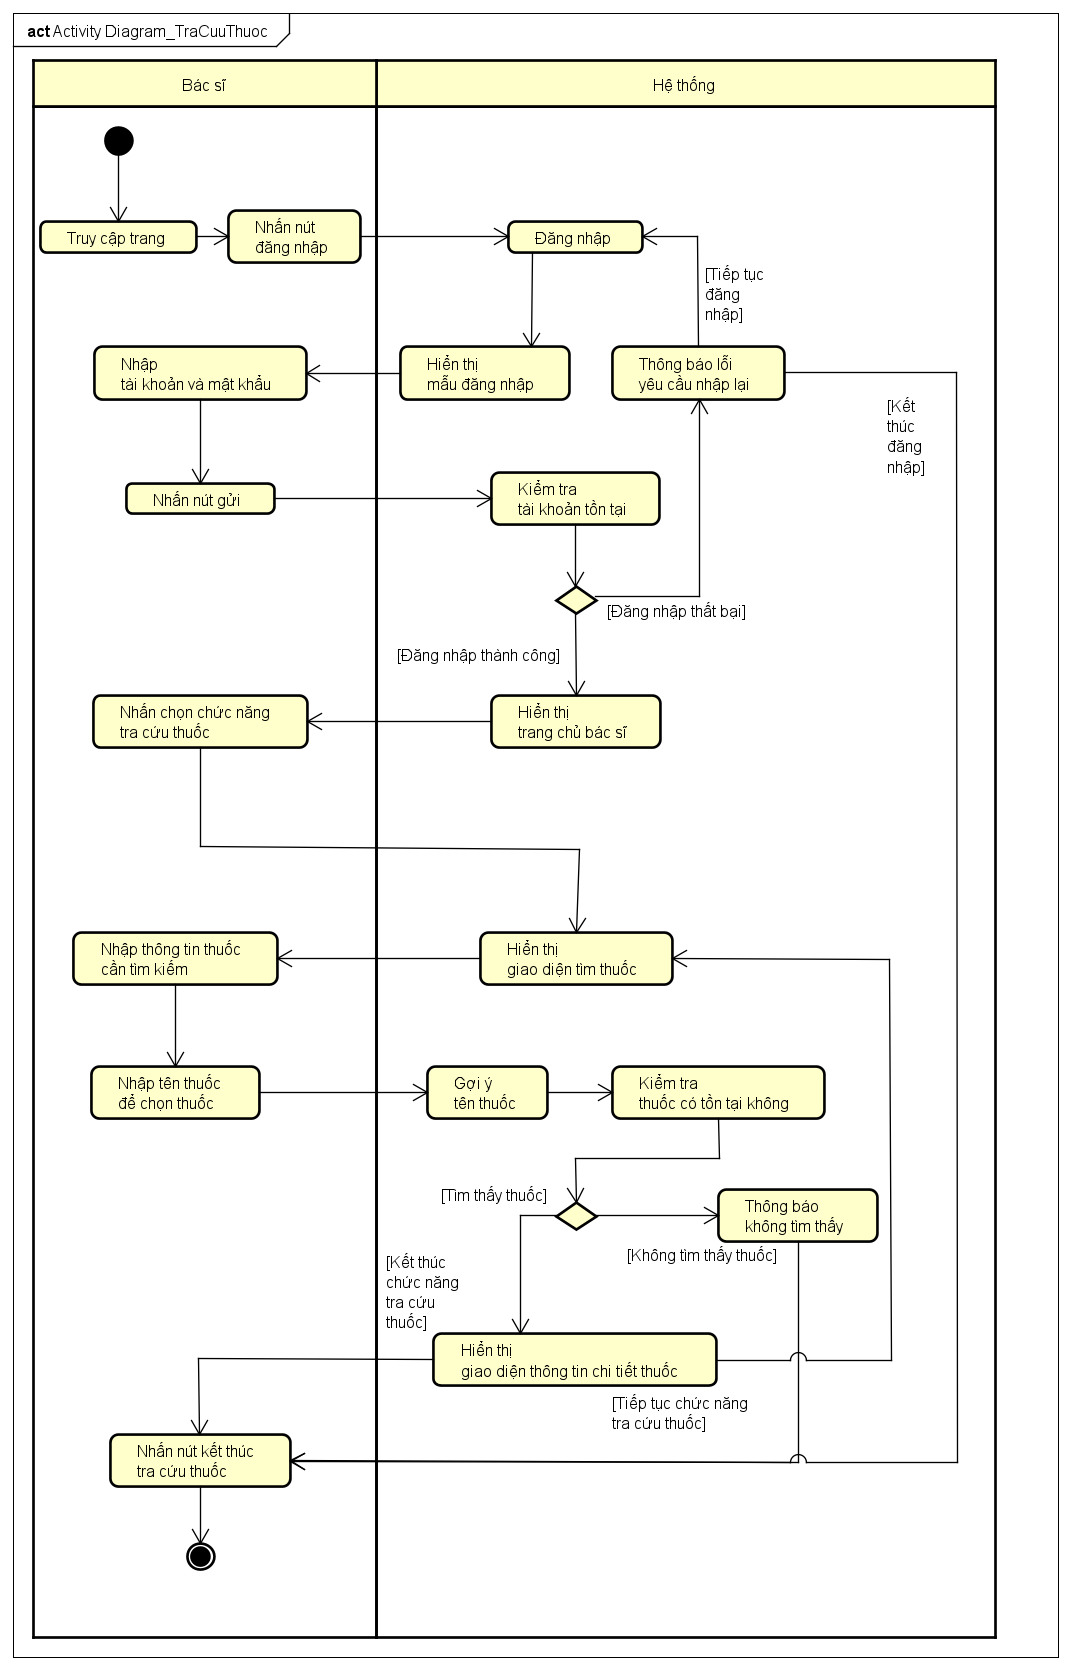 act Activity Diagram_TraCuuThuoc
Bác sĩ
Hệ thống
Truy cập trang
Nhấn nút
đăng nhập
Đăng nhập
[Tiếp tục
đăng
nhập]
Nhập
tài khoản và mật khẩu
Hiển thị
mẫu đăng nhập
Thông báo lỗi
yêu cầu nhập lại
[Kết
thúc
đăng
nhập]
Nhấn nút gửi
Kiểm tra
tài khoản tồn tại
[Đăng nhập thất bại]
[Đăng nhập thành công]
Nhấn chọn chức năng
tra cứu thuốc
Hiển thị
trang chủ bác sĩ
Nhập thông tin thuốc
cần tìm kiếm
Hiển thị
giao diện tìm thuốc
Nhập tên thuốc
để chọn thuốc
Gợi ý
tên thuốc
Kiểm tra
thuốc có tồn tại không
[Tìm thấy thuốc]
Thông báo
không tìm thấy
[Không tìm thấy thuốc]
[Kết thúc
chức năng
tra cứu
thuốc]
Hiển thị
giao diện thông tin chi tiết thuốc
[Tiếp tục chức năng
tra cứu thuốc]
Nhấn nút kết thúc
tra cứu thuốc